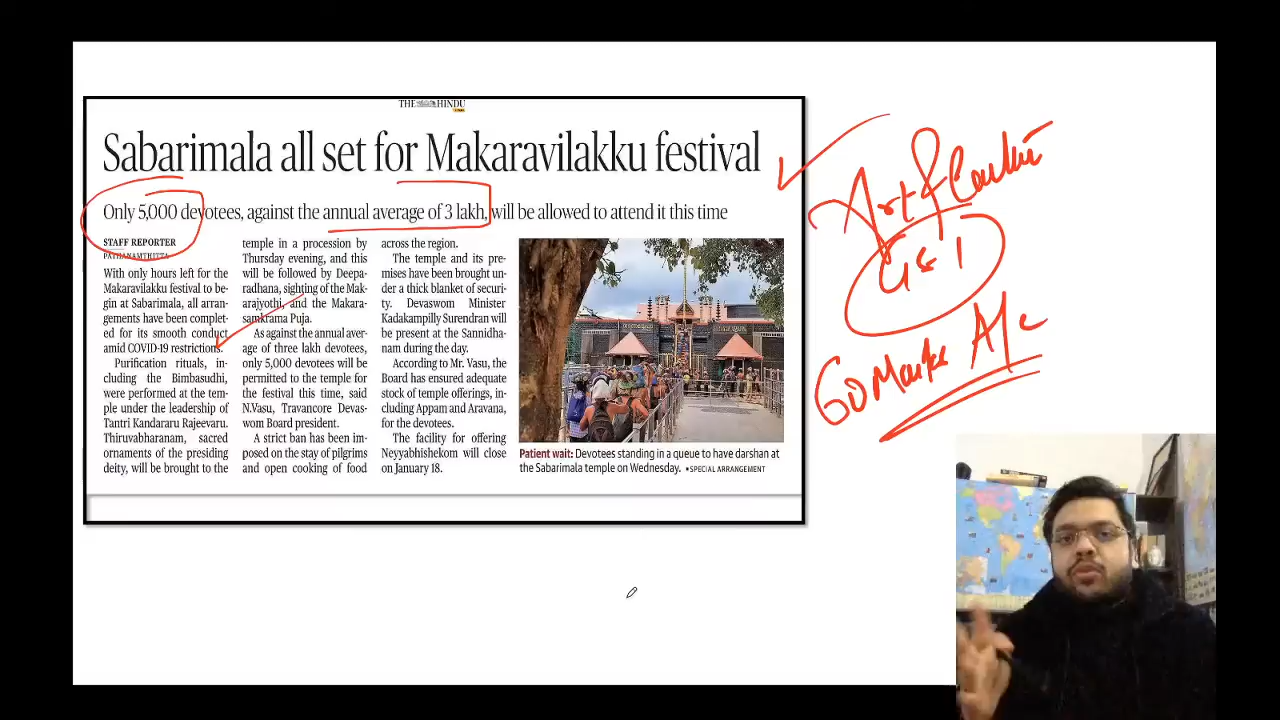 THE HINDU
Sabarimala all set for Makaravilakku festival
Only 5,000 devotees, against the annual average of 3 lakh, will be allowed to attend it this time
STAFF REPORTER
PATHANAMTHITTA
With only hours left for the
Makaravilakku festival to be-
gin at Sabarimala, all arran-
gements have been complet-
ed for its smooth conduct
amid COVID-19 restrictions.
Purification rituals, in-
cluding the Bimbasudhi,
were performed at the tem-
ple under the leadership of
Tantri Kandararu Rajeevaru.
Thiruvabharanam, sacred
ornaments of the presiding
deity, will be brought to the
temple in a procession by
Thursday evening, and this
will be followed by Deepa-
radhana, sighting of the Mak-
arajyothi, and the Makara-
samkrama Puja.
As against the annual aver-
age of three lakh devotees,
only 5,000 devotees will be
permitted to the temple for
the festival this time, said
N.Vasu, Travancore Devas-
wom Board president.
A strict ban has been im-
posed on the stay of pilgrims
and open cooking of food
across the region.
The temple and its pre-
mises have been brought un-
der a thick blanket of securi-
ty. Devaswom Minister
Kadakampilly Surendran will
be present at the Sannidha-
nam during the day.
According to Mr. Vasu, the
Board has ensured adequate
stock of temple offerings, in-
cluding Appam and Aravana,
for the devotees.
The facility for offering
Neyyabhishekom will close
on January 18.
Patient wait: Devotees standing in a queue to have darshan at
the Sabarimala temple on Wednesday. •SPECIAL ARRANGEMENT
Art &
GS 1
60 Marks A/c